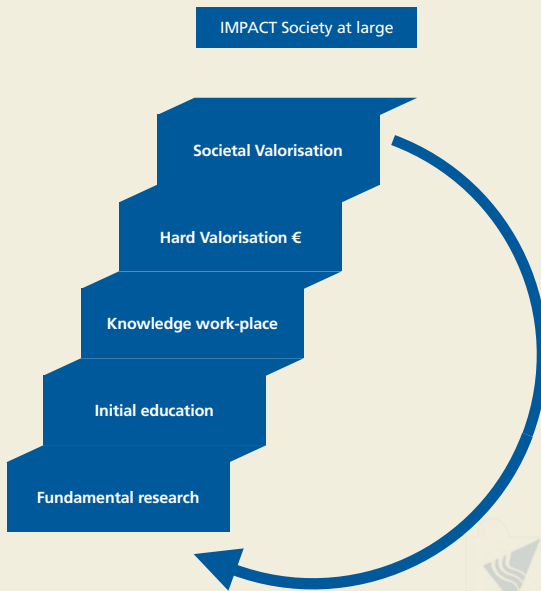 IMPACT Society at large
Societal Valorisation
Hard Valorisation €
Knowledge work-place
Initial education
Fundamental research